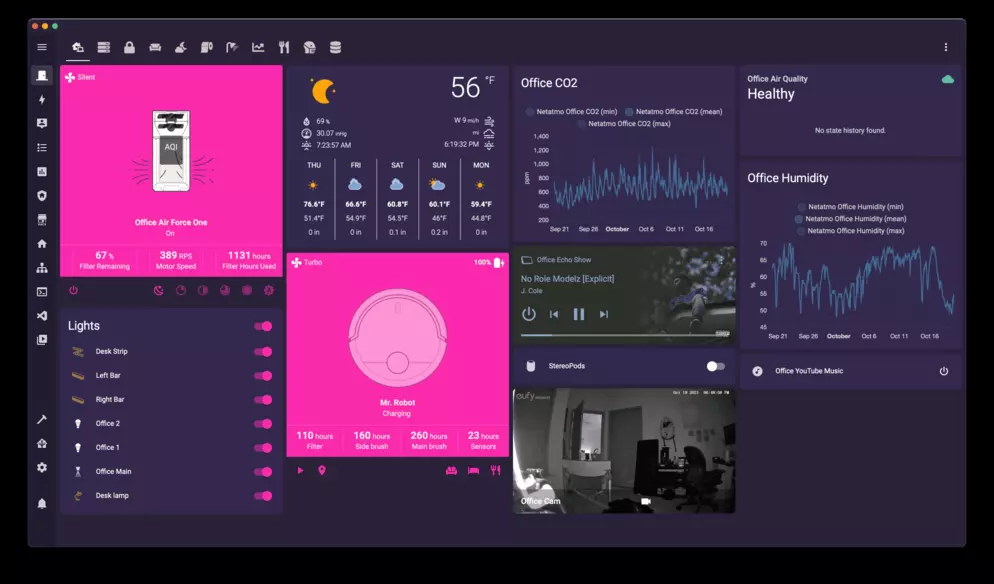 Silent
AQI
Office Air Force One
On
67 % 389 RPS 1131 hours
Filter Remaining Motor Speed Filter Hours Used
Lights
Desk Strip
Left Bar
Right Bar
Office 2
Office 1
Office Main
Desk lamp
56 °F
69 % W 9 mi/h
30.07 inHg mi
7:23:57 AM 6:19:32 PM
THU FRI SAT SUN MON
76.6°F 66.6°F 60.8°F 60.1°F 59.4°F
51.4°F 54.9°F 54.5°F 46°F 44.8°F
0 in 0 in 0.1 in 0.2 in 0 in
Turbo 100%
Mr. Robot
Charging
110 hours 160 hours 260 hours 23 hours
Filter Side brush Main brush Sensors
Office CO2
Netatmo Office CO2 (min) Netatmo Office CO2 (mean)
Netatmo Office CO2 (max)
1,400
1,200
1,000
800
600
400
200
ppm
Sep 21 Sep 26 October Oct 6 Oct 11 Oct 16
Office Echo Show
No Role Modelz [Explicit]
J. Cole
StereoPods
eufy
Office Cam
Office Air Quality
Healthy
No state history found.
Office Humidity
Netatmo Office Humidity (min)
Netatmo Office Humidity (mean)
Netatmo Office Humidity (max)
70
65
60
55
50
45
%
Sep 21 Sep 26 October Oct 6 Oct 11 Oct 16
Office YouTube Music